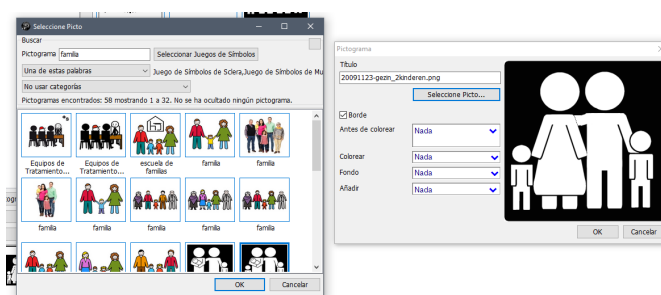 Seleccione Picto
Buscar
Pictograma familia Seleccionar Juegos de Símbolos
Una de estas palabras Juego de Símbolos de Sclera,Juego de Símbolos de Mu
No usar categorías
Pictogramas encontrados: 58 mostrando 1 a 32. No se ha ocultado ningún pictograma.
Equipos de Tratamiento...
Equipos de Tratamiento...
escuela de familias
familia
familia
familia
familia
familia
familia
familia
OK Cancelar
Pictograma
Título
20091123-gezin_2kinderen.png
Seleccione Picto...
Borde
Antes de colorear Nada
Colorear Nada
Fondo Nada
Añadir Nada
OK Cancelar